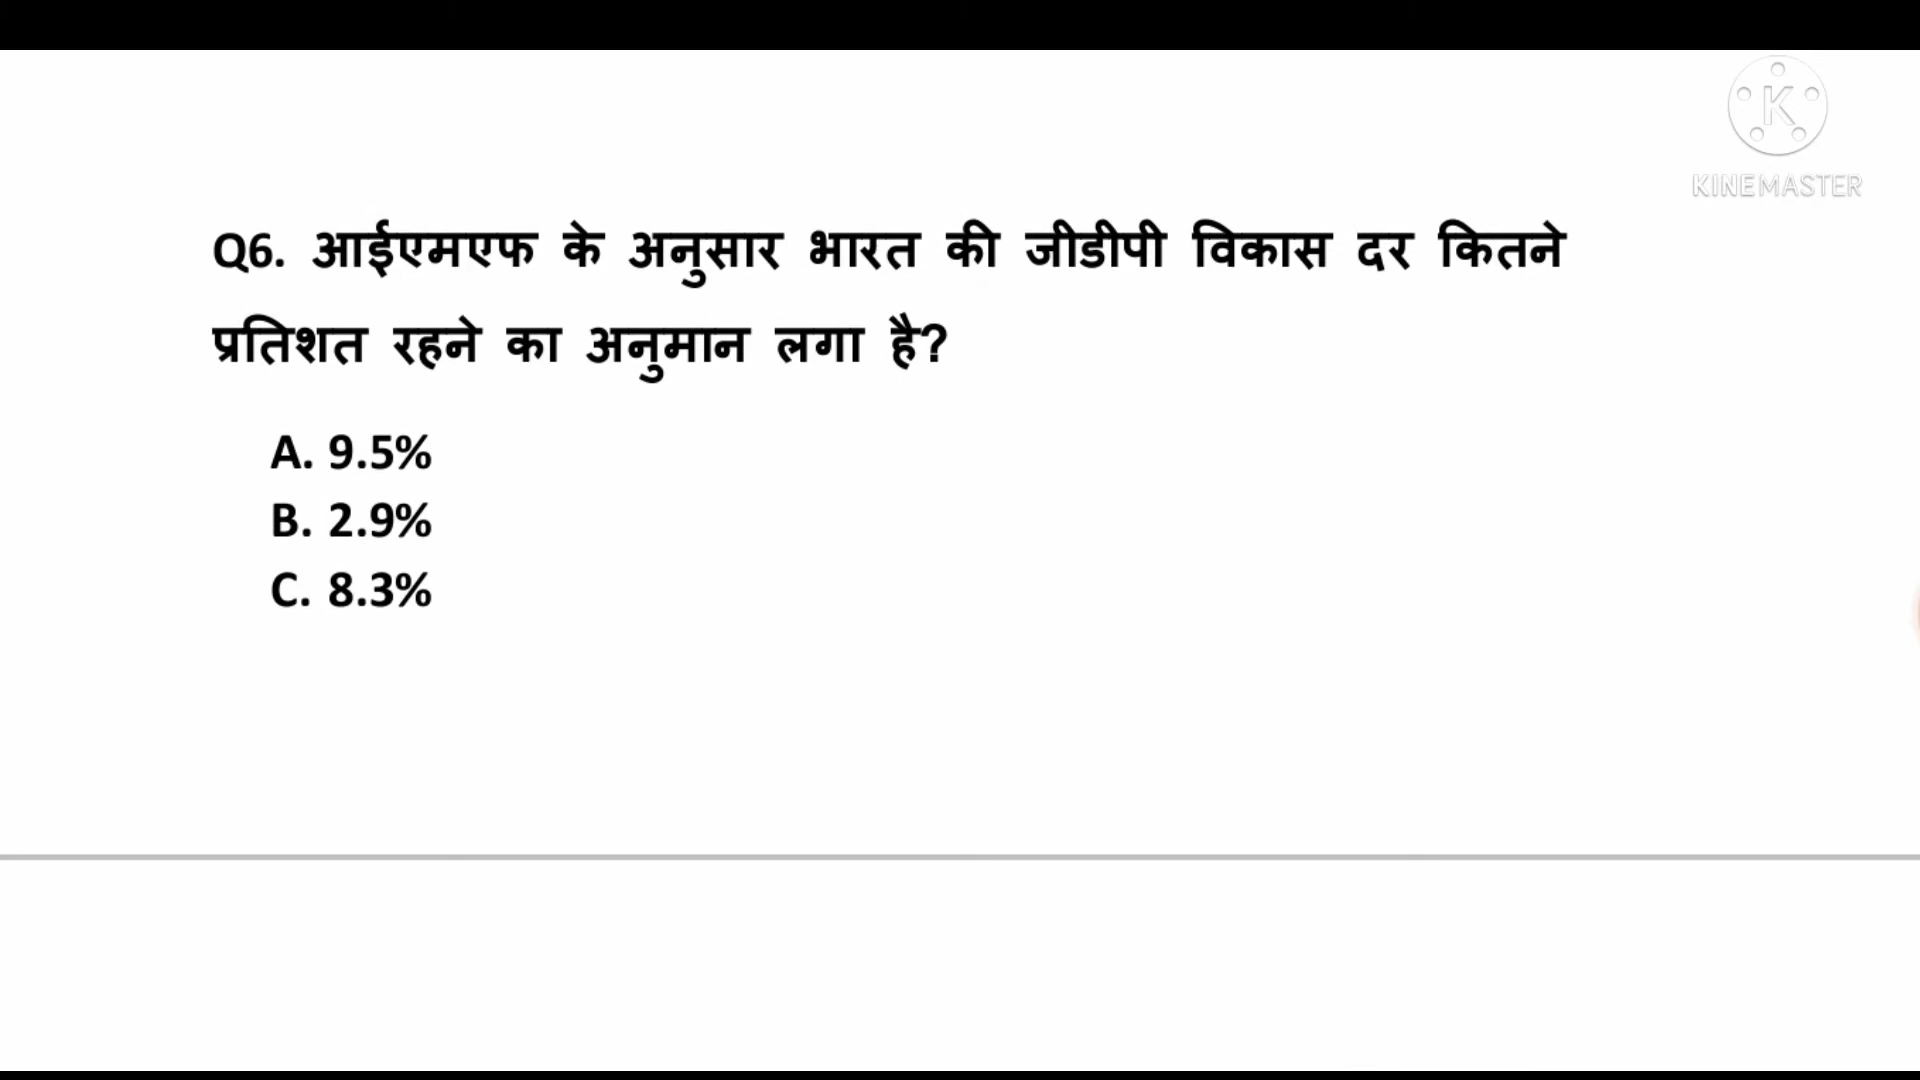 KINEMASTER
Q6. आईएमएफ के अनुसार भारत की जीडीपी विकास दर कितने
प्रतिशत रहने का अनुमान लगा है?
A. 9.5%
B. 2.9%
C. 8.3%